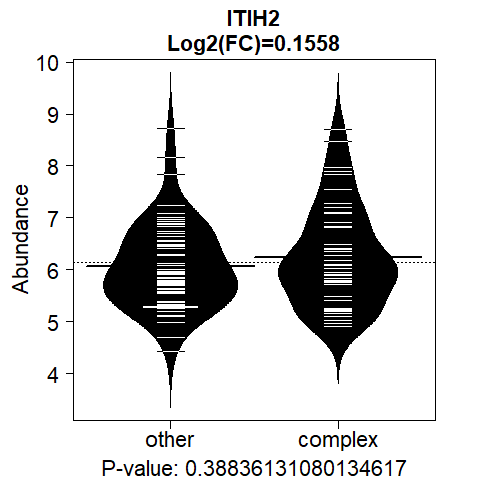 ITIH2
Log2(FC)=0.1558
Abundance
10
9
8
7
6
5
4
other complex
P-value: 0.38836131080134617